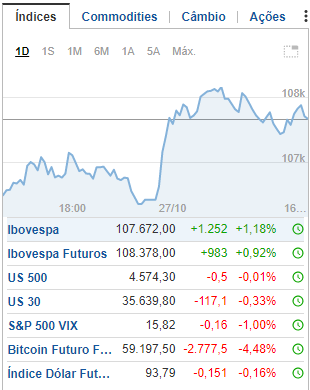 Índices Commodities Câmbio Ações
1D 1S 1M 6M 1A 5A Máx.
108k
107k
18:00 27/10 16...
Ibovespa 107.672,00 +1.252 +1,18%
Ibovespa Futuros 108.378,00 +983 +0,92%
US 500 4.574,30 -0,5 -0,01%
US 30 35.639,80 -117,1 -0,33%
S&P 500 VIX 15,82 -0,16 -1,00%
Bitcoin Futuro F... 59.197,50 -2.777,5 -4,48%
Índice Dólar Fut... 93,79 -0,151 -0,16%